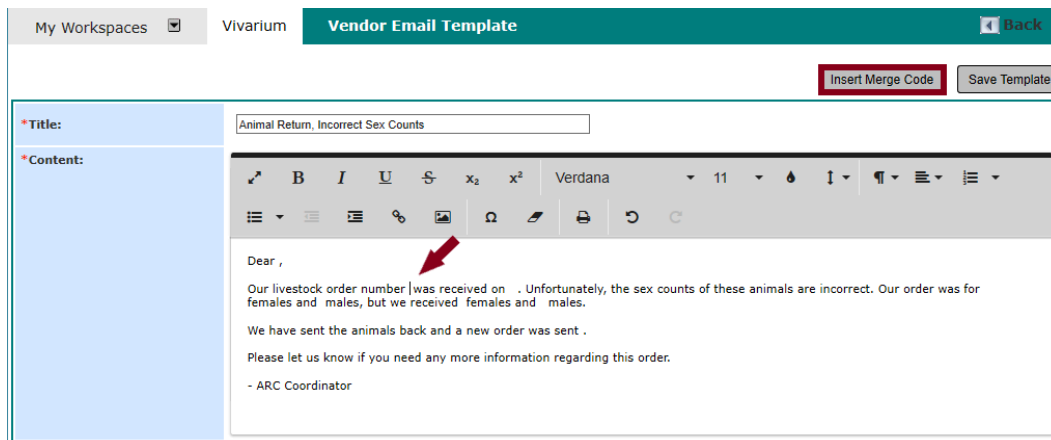 My Workspaces Vivarium Vendor Email Template Back
Insert Merge Code Save Template
*Title: Animal Return, Incorrect Sex Counts
*Content:
B I U S x₂ x² Verdana 11
Ω
Dear ,
Our livestock order number was received on . Unfortunately, the sex counts of these animals are incorrect. Our order was for
females and males, but we received females and males.
We have sent the animals back and a new order was sent .
Please let us know if you need any more information regarding this order.
- ARC Coordinator